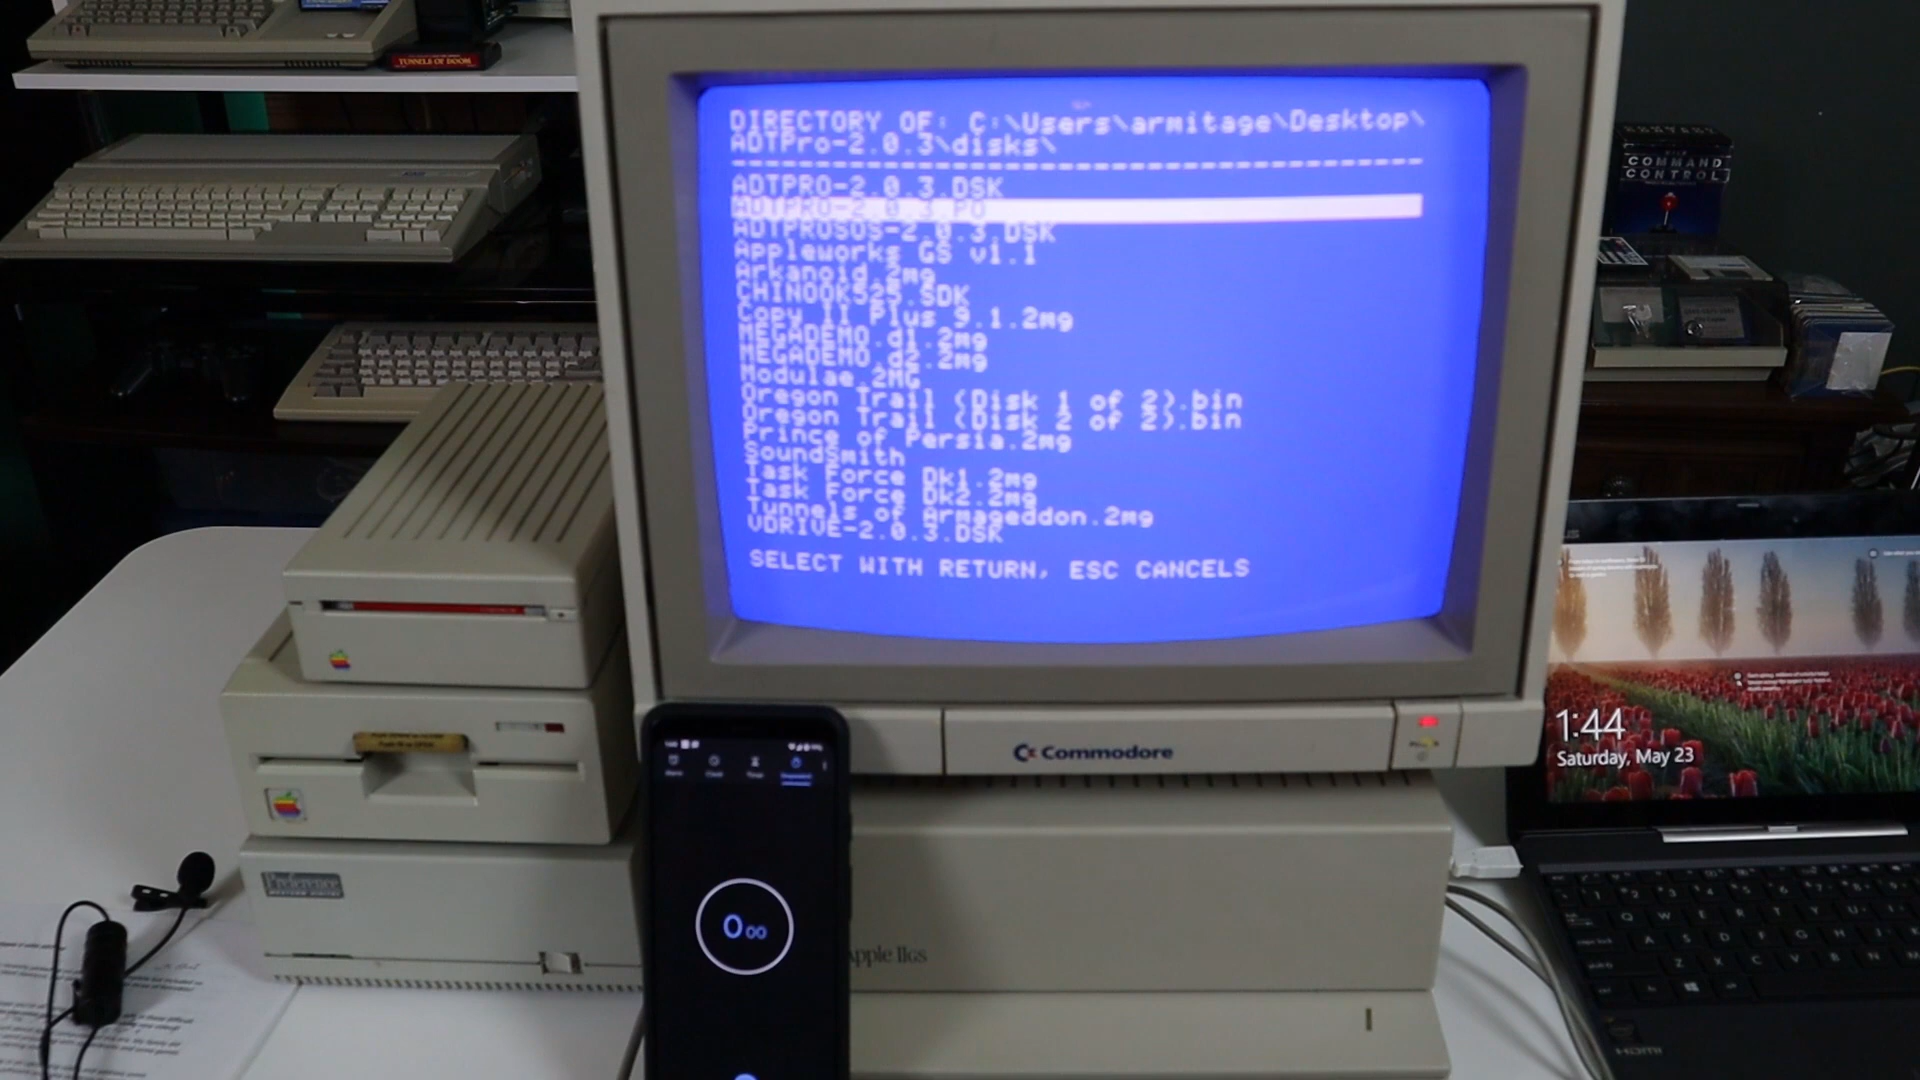 TUNNELS OF DOOM
DIRECTORY OF: C:\Users\armitage\Desktop\
ADTPro-2.0.3\disks\
ADTPRO-2.0.3.DSK
ADTPRO-2.0.3.PO
ADTPROSOS-2.0.3.DSK
Appleworks GS v1.1
Arkanoid.2mg
CHINOOK525.SDK
Copy II Plus 9.1.2mg
MEGADEMO.d1.2mg
MEGADEMO.d2.2mg
Modulae.2MG
Oregon Trail (Disk 1 of 2).bin
Oregon Trail (Disk 2 of 2).bin
Prince of Persia.2mg
SoundSmith
Task Force Dk1.2mg
Task Force Dk2.2mg
Tunnels of Armageddon.2mg
VDRIVE-2.0.3.DSK
SELECT WITH RETURN, ESC CANCELS
COMMAND
CONTROL
Commodore
1:44
Saturday, May 23
Preference
0 00
Apple IIGS
HDMI